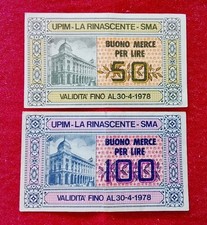 UPIM - LA RINASCENTE - SMA
BUONO MERCE
PER LIRE
50
VALIDITA' FINO AL 30-4-1978
UPIM - LA RINASCENTE - SMA
BUONO MERCE
PER LIRE
100
VALIDITA' FINO AL 30-4-1978